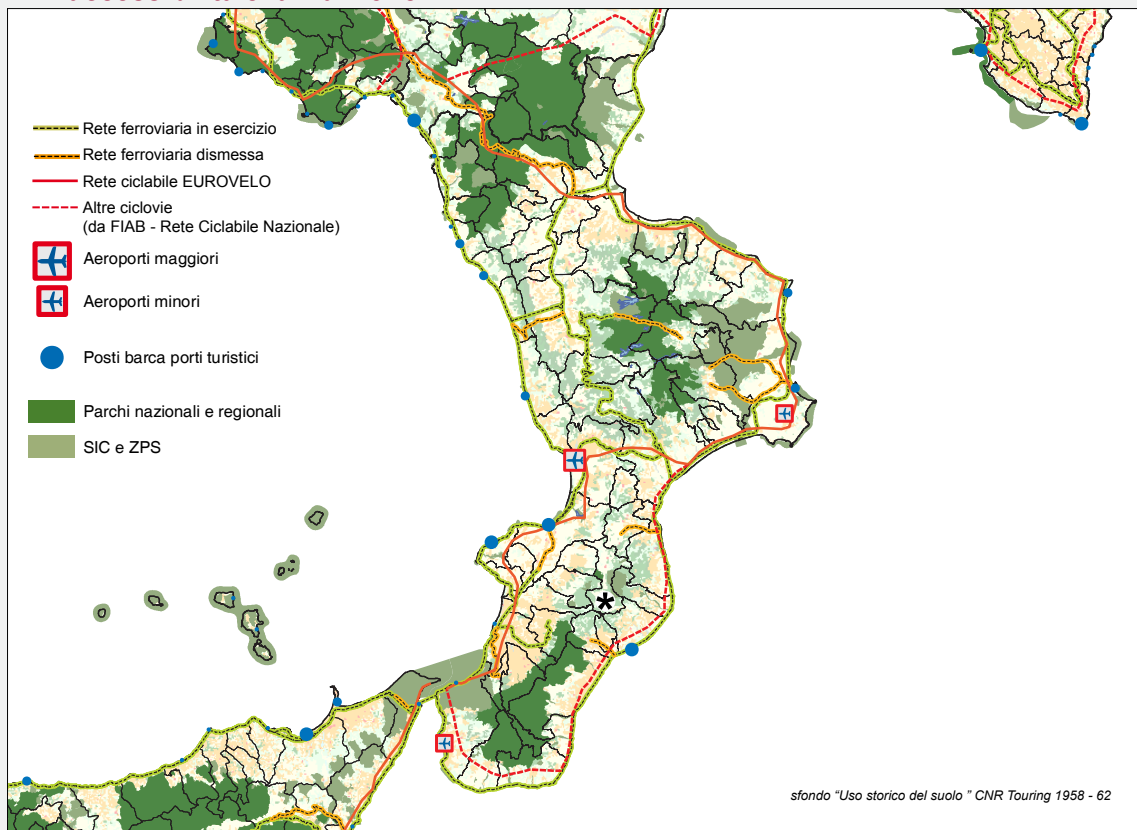 Rete ferroviaria in esercizio
Rete ferroviaria dismessa
Rete ciclabile EUROVELO
Altre ciclovie
(da FIAB - Rete Ciclabile Nazionale)
Aeroporti maggiori
Aeroporti minori
Posti barca porti turistici
Parchi nazionali e regionali
SIC e ZPS
*
sfondo “Uso storico del suolo ” CNR Touring 1958 - 62